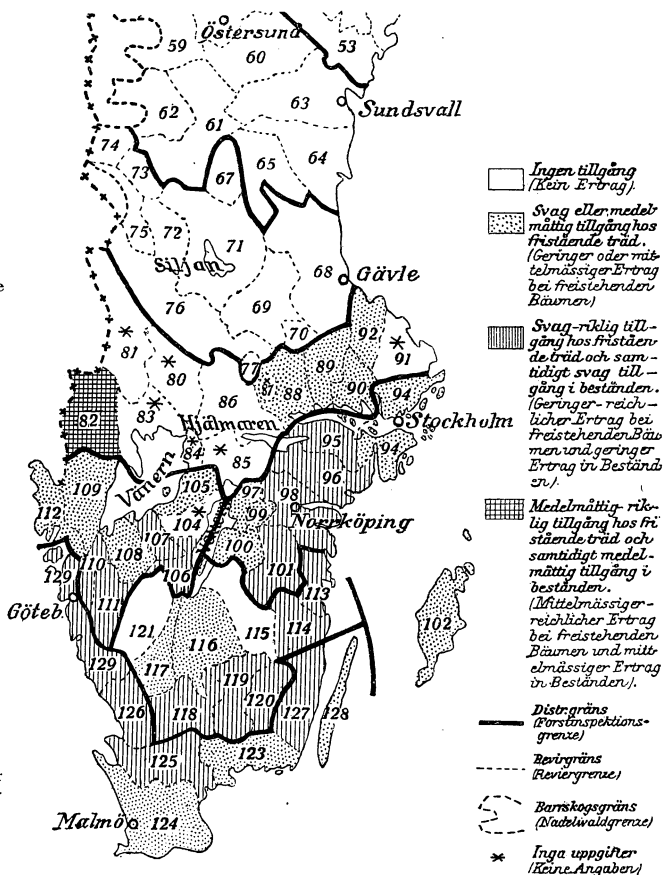 53
Östersund
59
60
62
63
61
Sundsvall
74
73
67
65
64
75
72
71
Siljan
68
Gävle
76
69
70
92
81
80
77
91
89
87
88
90
86
94
82
83
Hjälmaren
Stockholm
84
85
95
94
Vänern
105
96
109
97
98
112
104
99
Norrköping
108
107
100
110
106
101
129
113
Göteb
111
102
121
116
115
114
129
117
119
120
126
118
127
128
123
125
Malmö
124
Ingen tillgång
(Kein Ertrag).
Svag eller medel-
måttig tillgång hos
fristående träd.
(Geringer oder mit-
telmässiger Ertrag
bei freistehenden
Bäumen)
Svag-riklig till-
gång hos friståen-
de träd och sam-
tidigt svag till-
gång i bestånden.
(Geringer-reich-
licher Ertrag bei
freistehenden Bäu
men und geringer
Ertrag in Beständ
en).
Medelmåttig-rik-
lig tillgång hos fri
stående träd och
samtidigt medel-
måttig tillgång i
bestånden.
(Mittelmässiger-
reichlicher Ertrag
bei freistehenden
Bäumen und mitt
elmässiger Ertrag
in Beständen).
Distr.gräns
(Forstinspektions-
grenze)
Revirgräns
(Reviergrenze)
Barrskogsgräns
(Nadelwaldgrenze)
Inga uppgifter
(Keine Angaben)